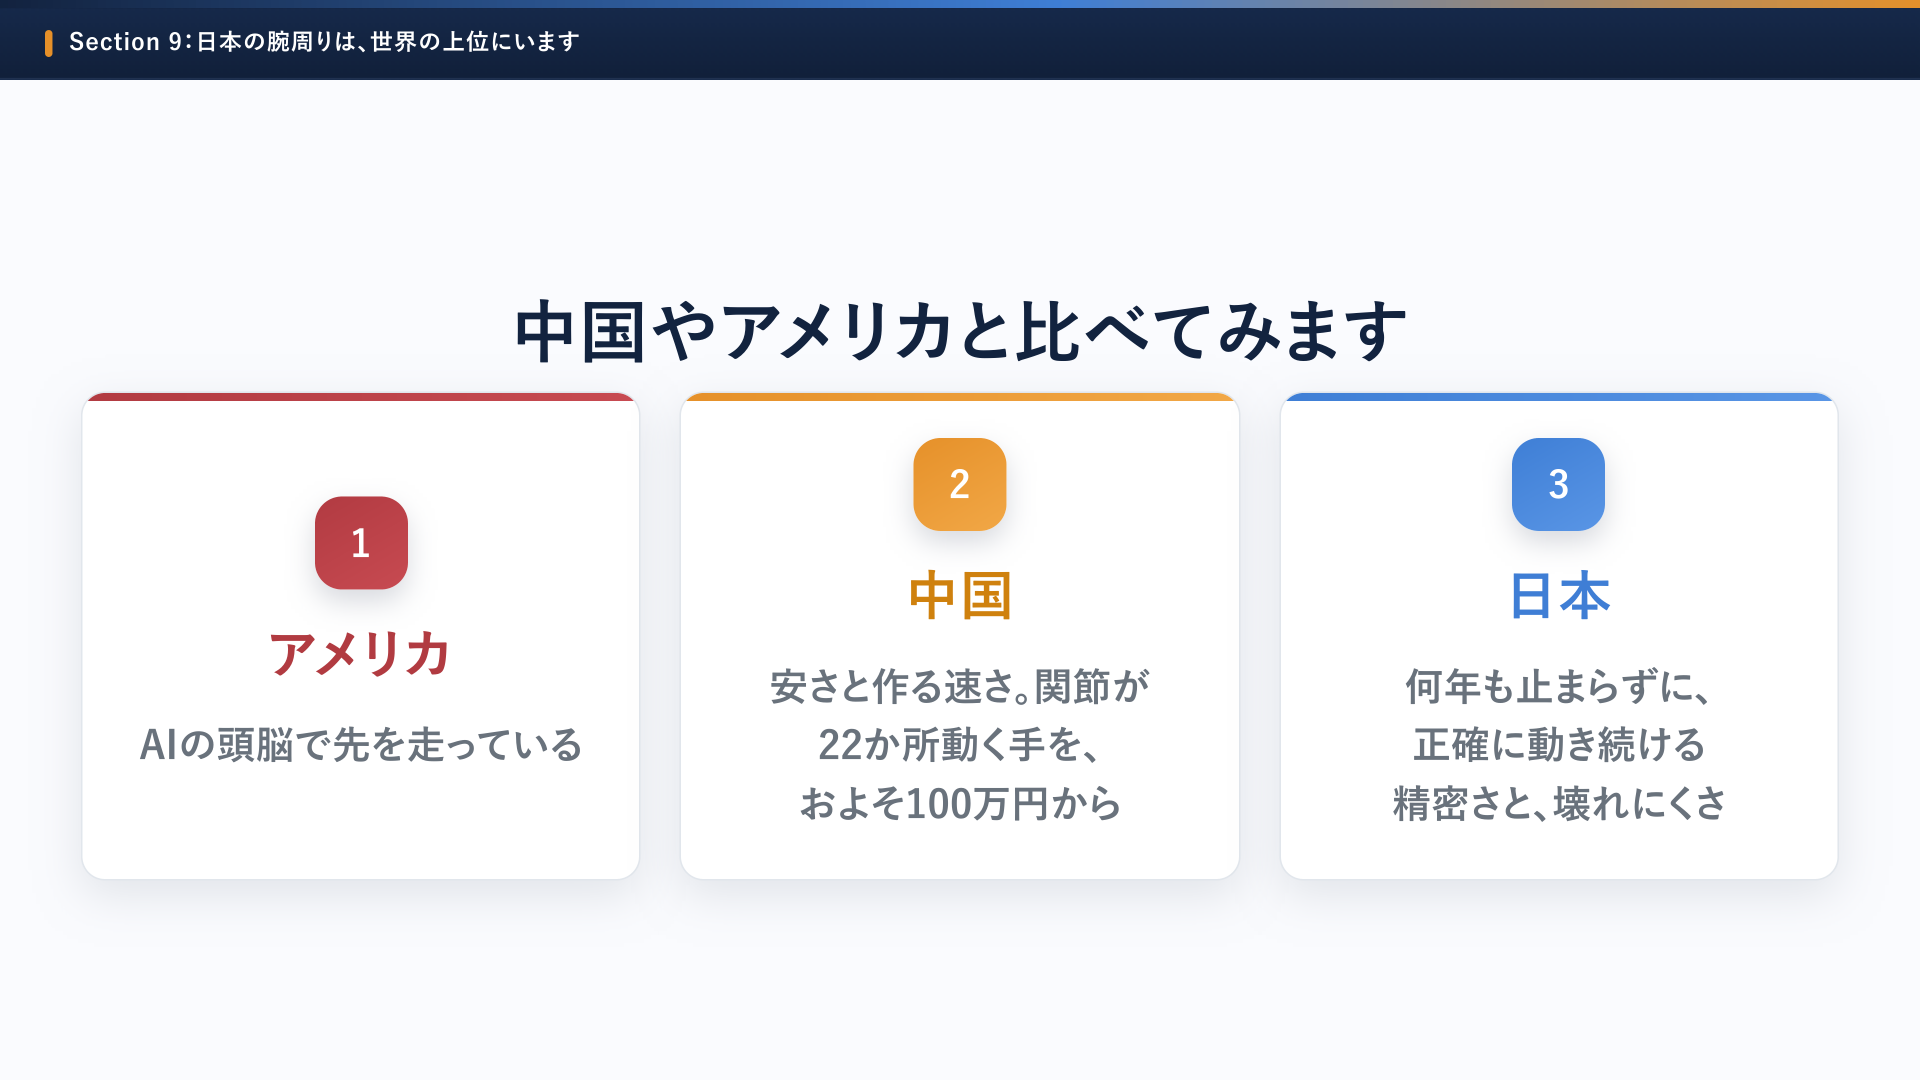 Section 9：日本の腕周りは、世界の上位にいます
中国やアメリカと比べてみます
1
アメリカ
AIの頭脳で先を走っている
2
中国
安さと作る速さ。関節が
22か所動く手を、
およそ100万円から
3
日本
何年も止まらずに、
正確に動き続ける
精密さと、壊れにくさ